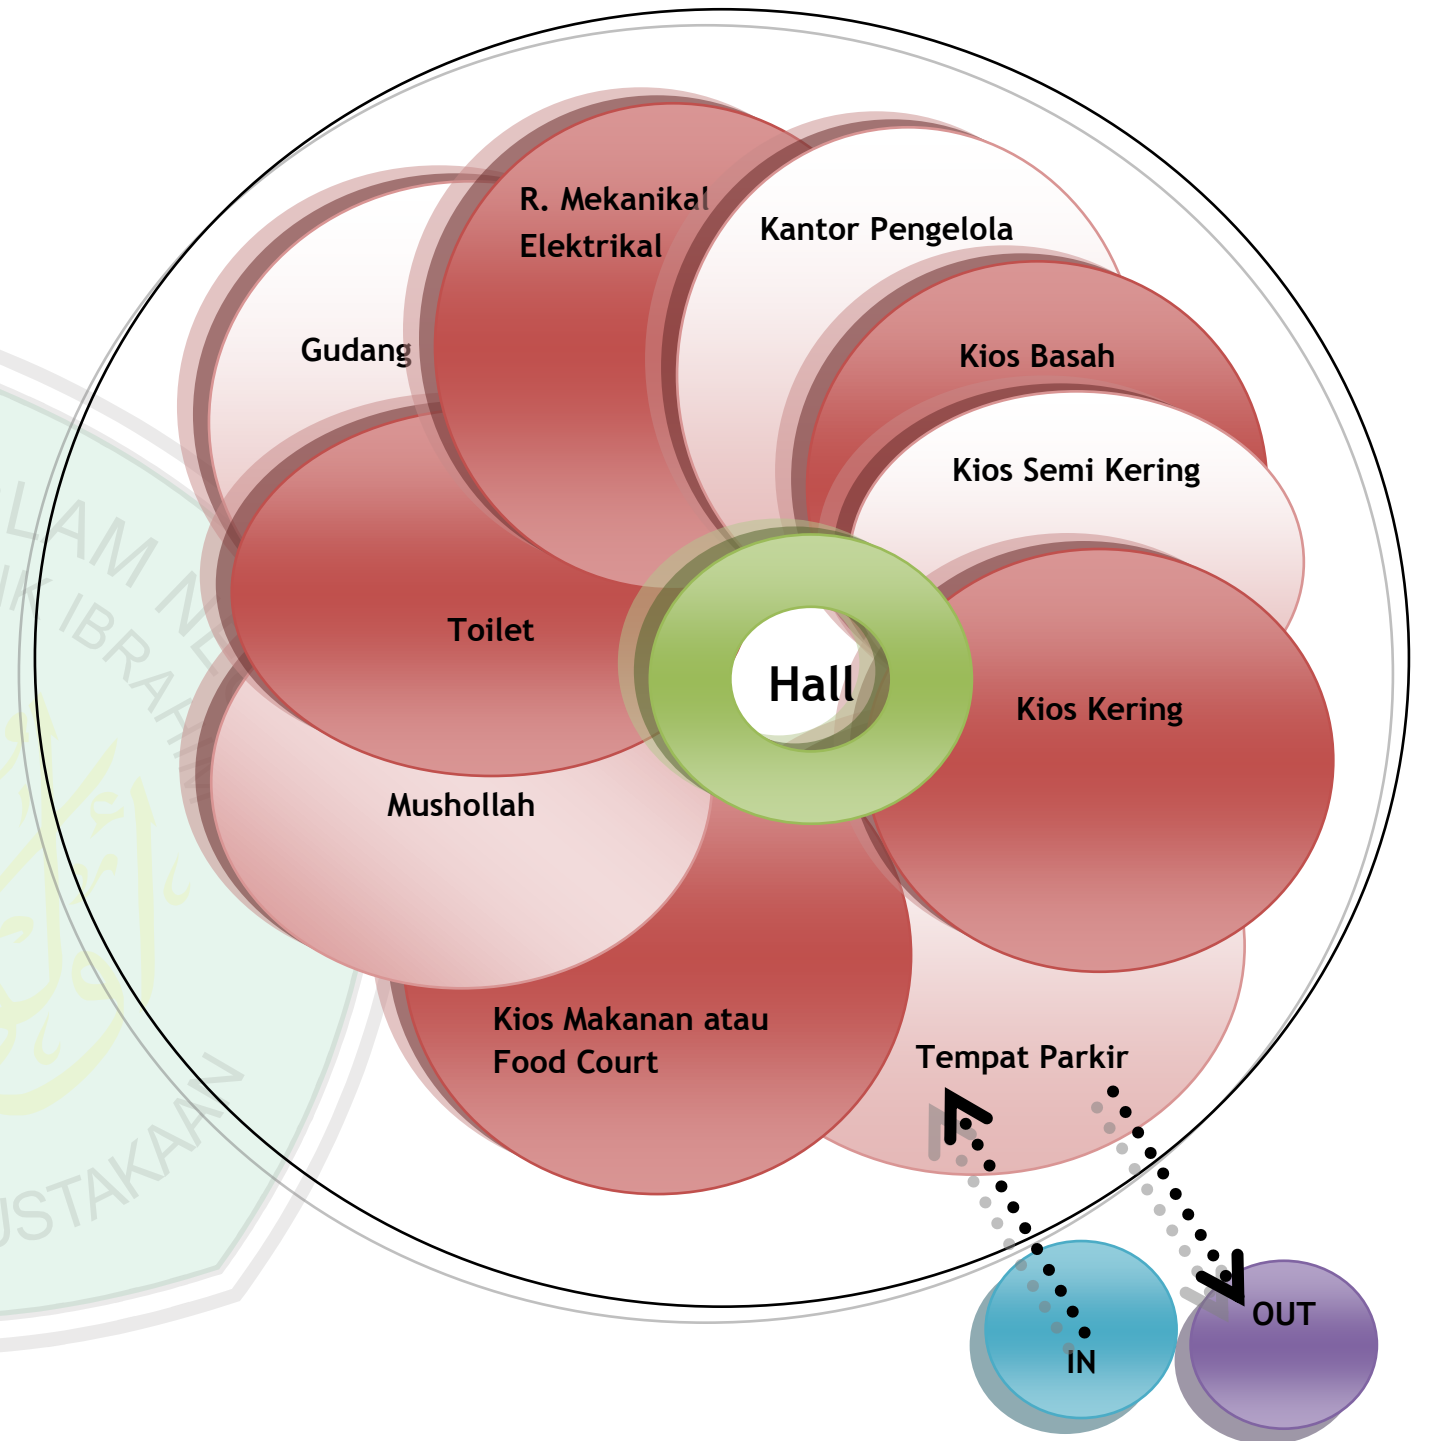 R. Mekanikal
Elektrikal
Kantor Pengelola
Gudang
Kios Basah
Kios Semi Kering
Toilet
Hall
Kios Kering
Mushollah
Kios Makanan atau
Food Court
Tempat Parkir
IN
OUT